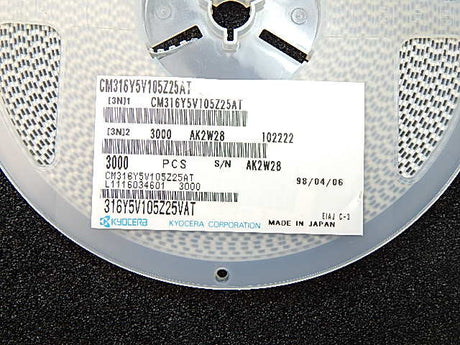 CM316Y5V105Z25AT
[3N]1 CM316Y5V105Z25AT
[3N]2 3000 AK2W28 102222
3000 PCS S/N AK2W28
CM316Y5V105Z25AT 98/04/06
L1116034601 3000
316Y5V105Z25VAT EIAJ C-3
KYOCERA KYOCERA CORPORATION MADE IN JAPAN